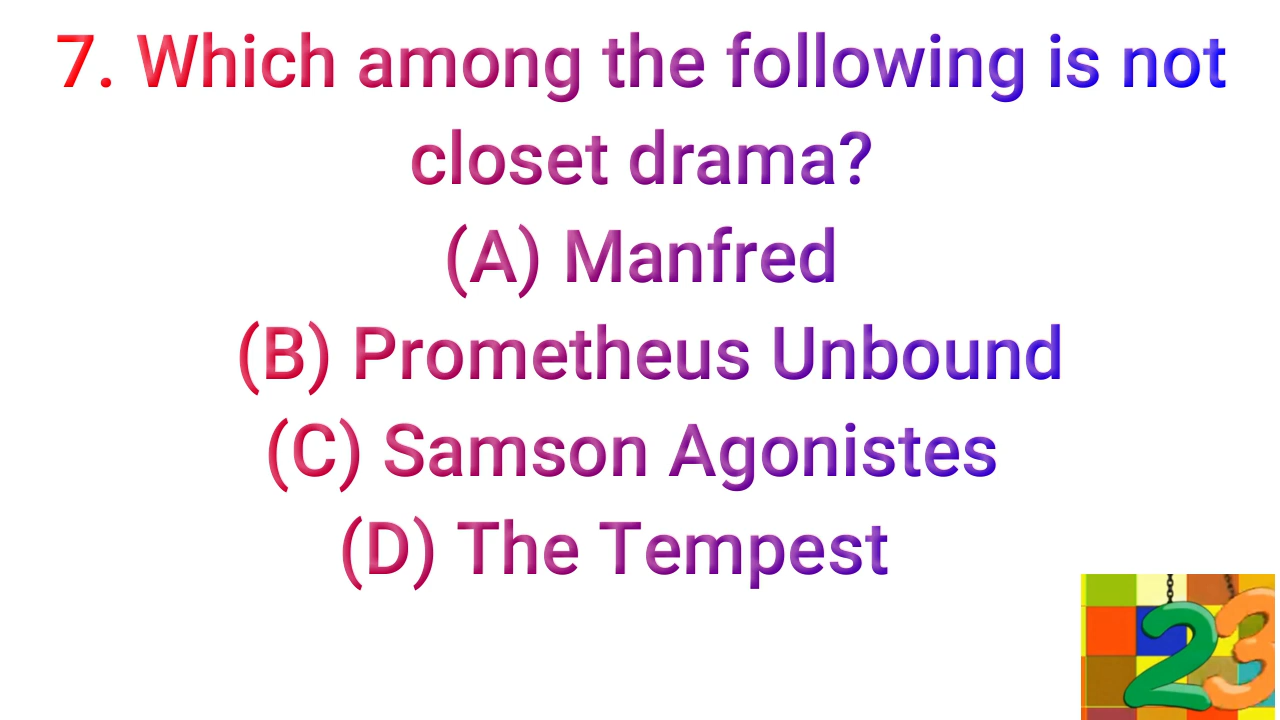 7. Which among the following is not
closet drama?
(A) Manfred
(B) Prometheus Unbound
(C) Samson Agonistes
(D) The Tempest
23